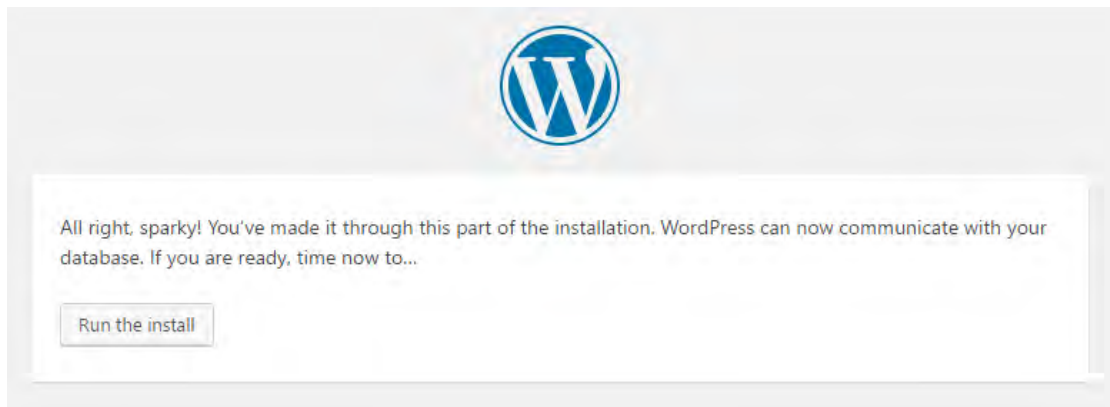 All right, sparky! You've made it through this part of the installation. WordPress can now communicate with your
database. If you are ready, time now to...
Run the install